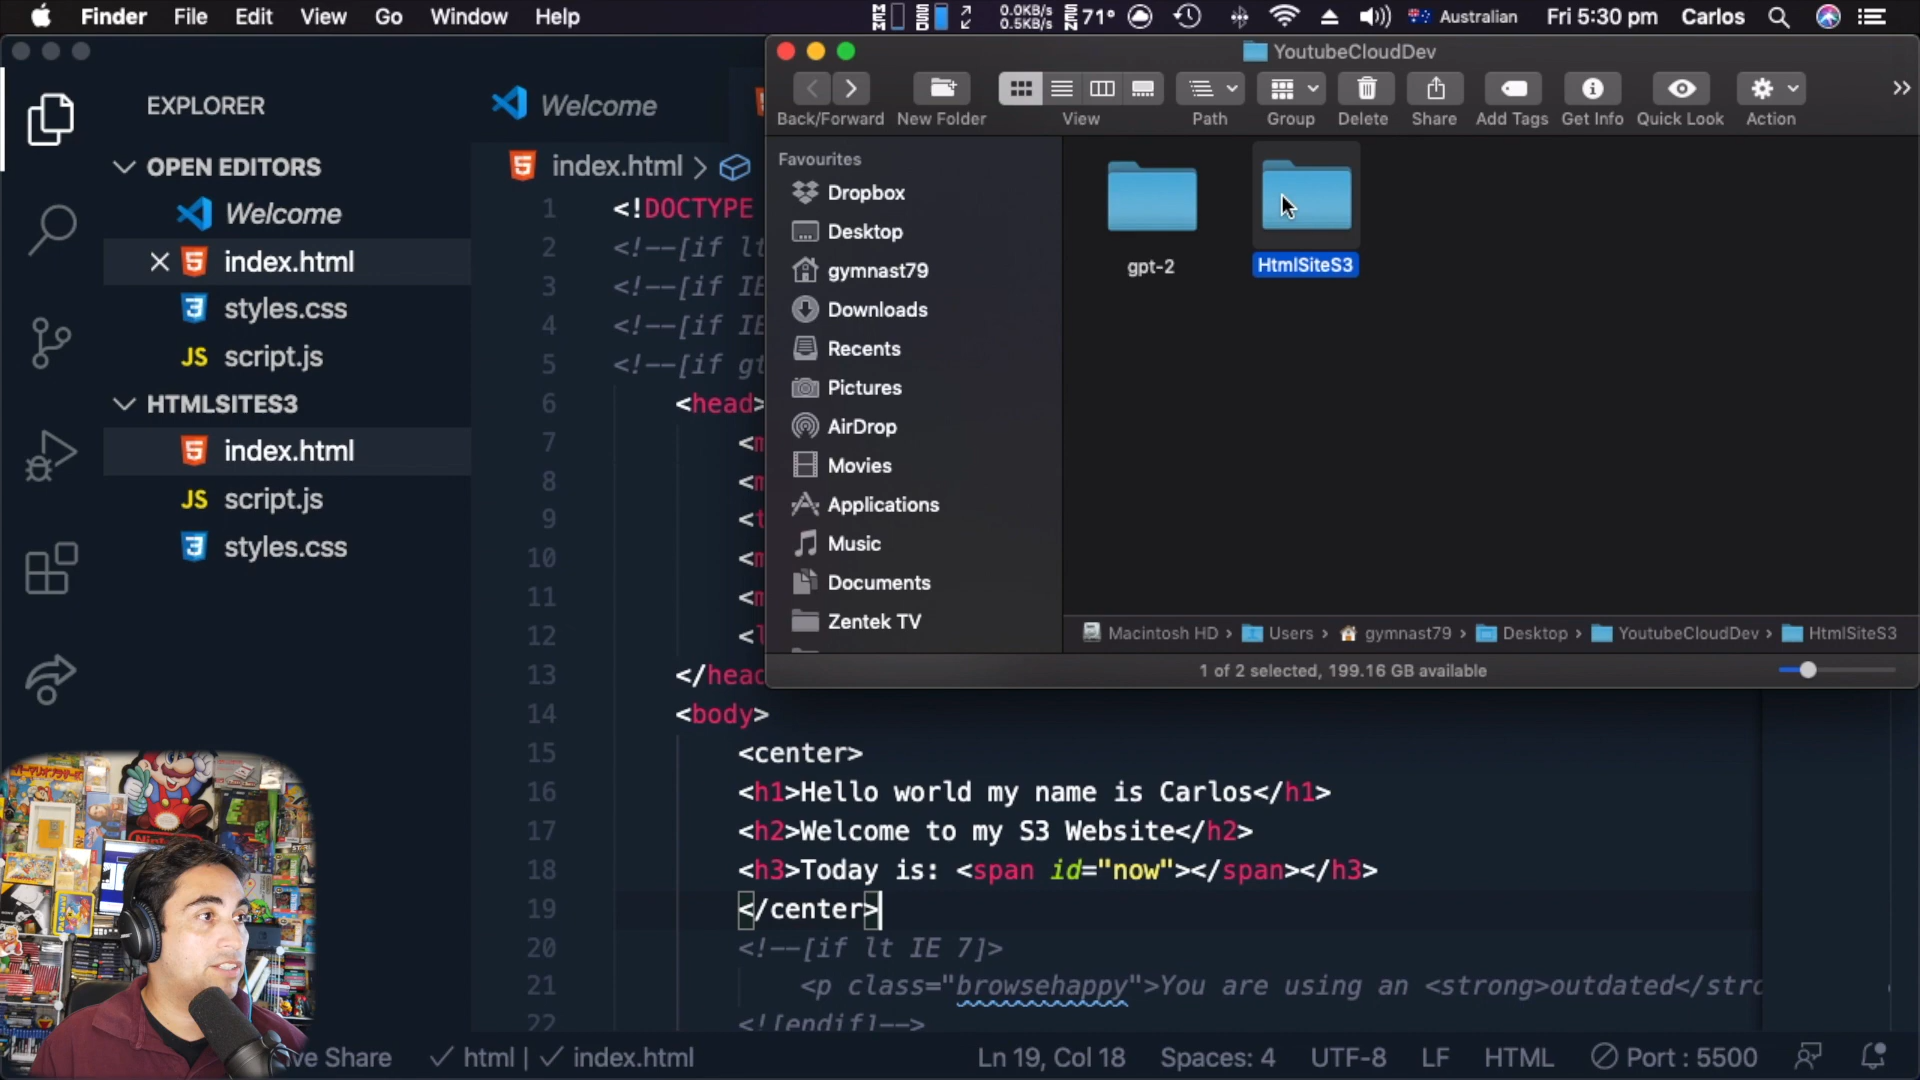 Finder File Edit View Go Window Help
MEM SSD 0.0KB/s 0.5KB/s SEN 71° Australian Fri 5:30 pm Carlos
YoutubeCloudDev
Back/Forward New Folder View Path Group Delete Share Add Tags Get Info Quick Look Action
EXPLORER
OPEN EDITORS
Welcome
index.html
styles.css
JS script.js
HTMLSITES3
index.html
JS script.js
styles.css
Favourites
Dropbox
Desktop
gymnast79
Downloads
Recents
Pictures
AirDrop
Movies
Applications
Music
Documents
Zentek TV
gpt-2
HtmlSiteS3
Macintosh HD › Users › gymnast79 › Desktop › YoutubeCloudDev › HtmlSiteS3
1 of 2 selected, 199.16 GB available
Welcome
index.html >
1 <!DOCTYPE
2 <!--[if lt
3 <!--[if IE
4 <!--[if IE
5 <!--[if gt
6 <head>
7 <m
8 <m
9 <t
10 <m
11 <m
12 <l
13 </head
14 <body>
15 <center>
16 <h1>Hello world my name is Carlos</h1>
17 <h2>Welcome to my S3 Website</h2>
18 <h3>Today is: <span id="now"></span></h3>
19 </center>
20 <!--[if lt IE 7]>
21 <p class="browsehappy">You are using an <strong>outdated</stro
22 <![endif]-->
ve Share html | index.html Ln 19, Col 18 Spaces: 4 UTF-8 LF HTML Port : 5500